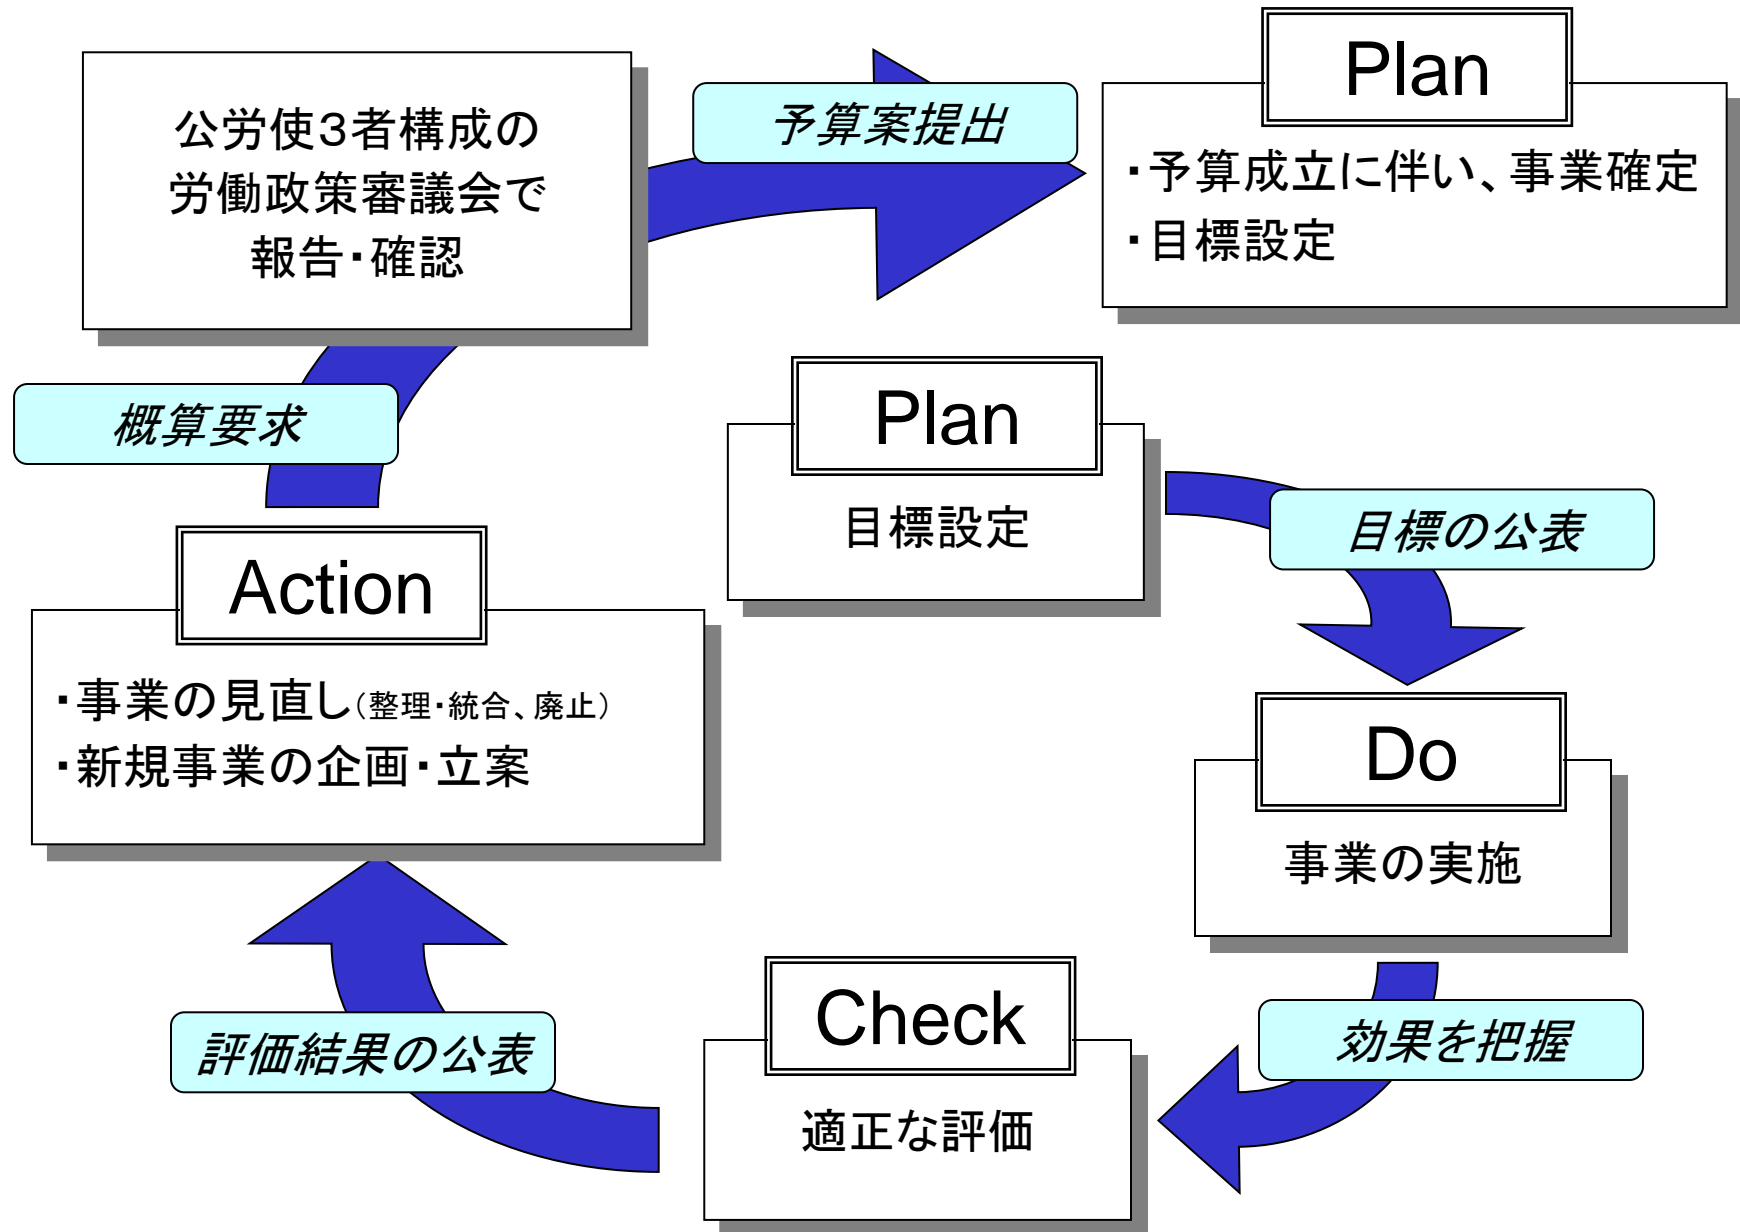 公労使３者構成の
労働政策審議会で
報告・確認
予算案提出
Plan
・予算成立に伴い、事業確定
・目標設定
概算要求
Plan
目標設定
目標の公表
Action
・事業の見直し（整理・統合、廃止）
・新規事業の企画・立案
Do
事業の実施
Check
適正な評価
効果を把握
評価結果の公表